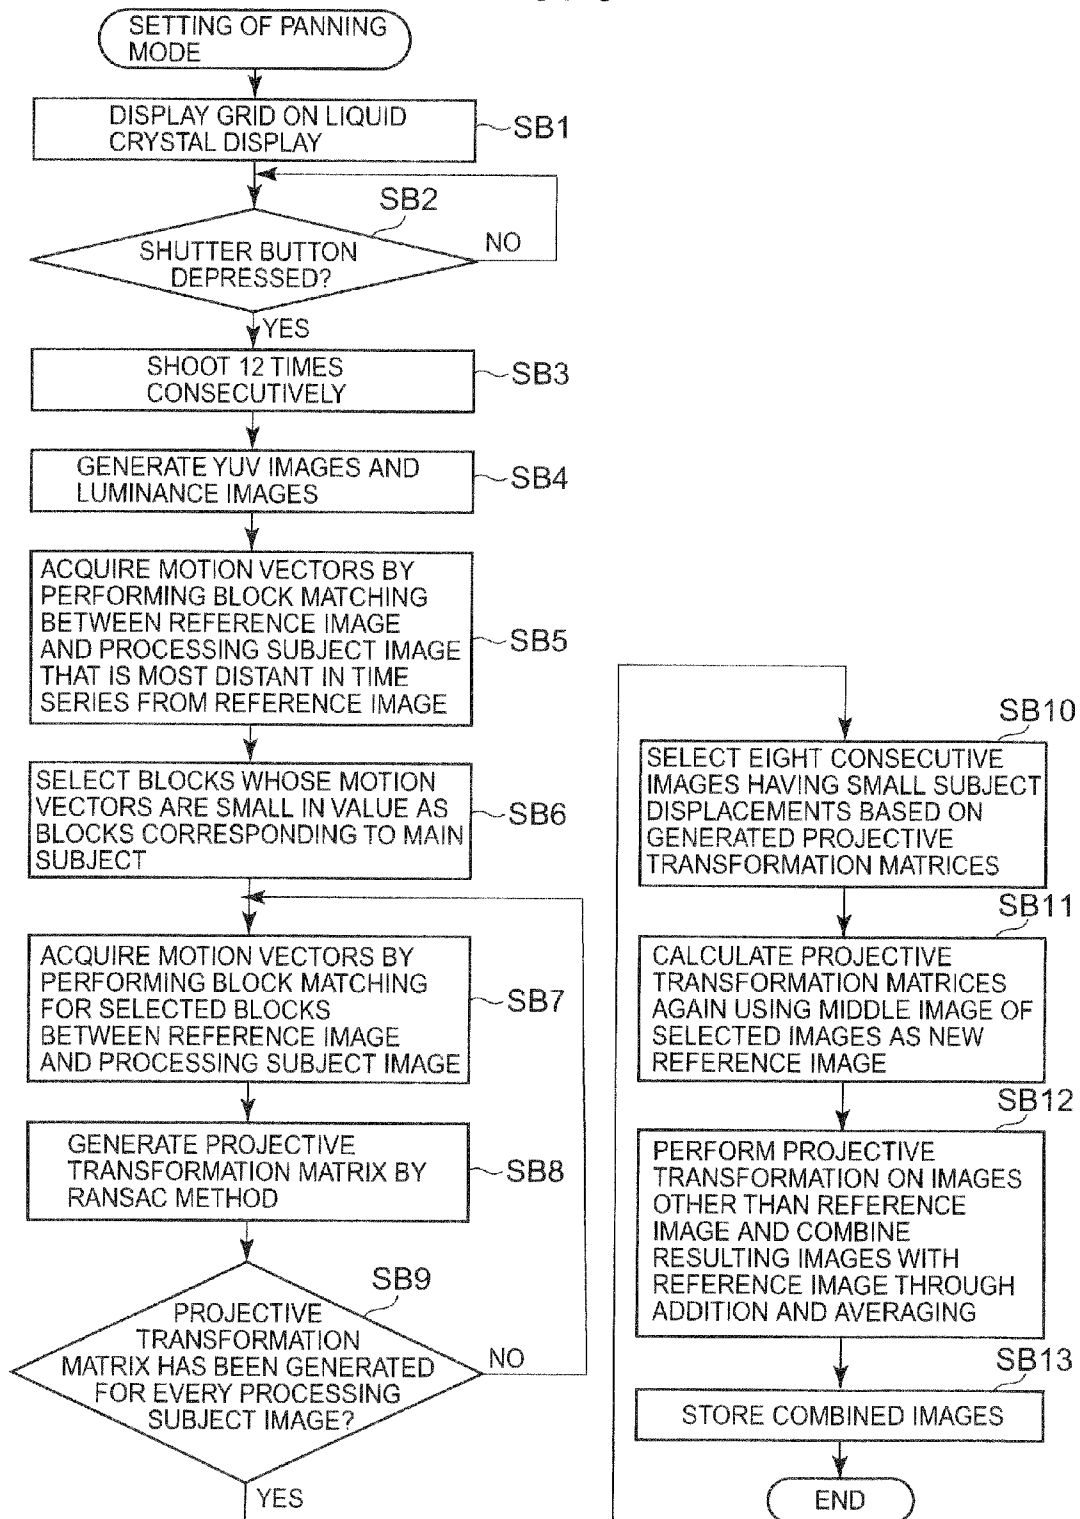 SETTING OF PANNING
MODE
DISPLAY GRID ON LIQUID
CRYSTAL DISPLAY
SB1
SB2
SHUTTER BUTTON
DEPRESSED?
NO
YES
SHOOT 12 TIMES
CONSECUTIVELY
SB3
GENERATE YUV IMAGES AND
LUMINANCE IMAGES
SB4
ACQUIRE MOTION VECTORS BY
PERFORMING BLOCK MATCHING
BETWEEN REFERENCE IMAGE
AND PROCESSING SUBJECT IMAGE
THAT IS MOST DISTANT IN TIME
SERIES FROM REFERENCE IMAGE
SB5
SELECT BLOCKS WHOSE MOTION
VECTORS ARE SMALL IN VALUE AS
BLOCKS CORRESPONDING TO MAIN
SUBJECT
SB6
ACQUIRE MOTION VECTORS BY
PERFORMING BLOCK MATCHING
FOR SELECTED BLOCKS
BETWEEN REFERENCE IMAGE
AND PROCESSING SUBJECT IMAGE
SB7
GENERATE PROJECTIVE
TRANSFORMATION MATRIX BY
RANSAC METHOD
SB8
SB9
PROJECTIVE
TRANSFORMATION
MATRIX HAS BEEN GENERATED
FOR EVERY PROCESSING
SUBJECT IMAGE?
NO
YES
SB10
SELECT EIGHT CONSECUTIVE
IMAGES HAVING SMALL SUBJECT
DISPLACEMENTS BASED ON
GENERATED PROJECTIVE
TRANSFORMATION MATRICES
SB11
CALCULATE PROJECTIVE
TRANSFORMATION MATRICES
AGAIN USING MIDDLE IMAGE OF
SELECTED IMAGES AS NEW
REFERENCE IMAGE
SB12
PERFORM PROJECTIVE
TRANSFORMATION ON IMAGES
OTHER THAN REFERENCE
IMAGE AND COMBINE
RESULTING IMAGES WITH
REFERENCE IMAGE THROUGH
ADDITION AND AVERAGING
SB13
STORE COMBINED IMAGES
END